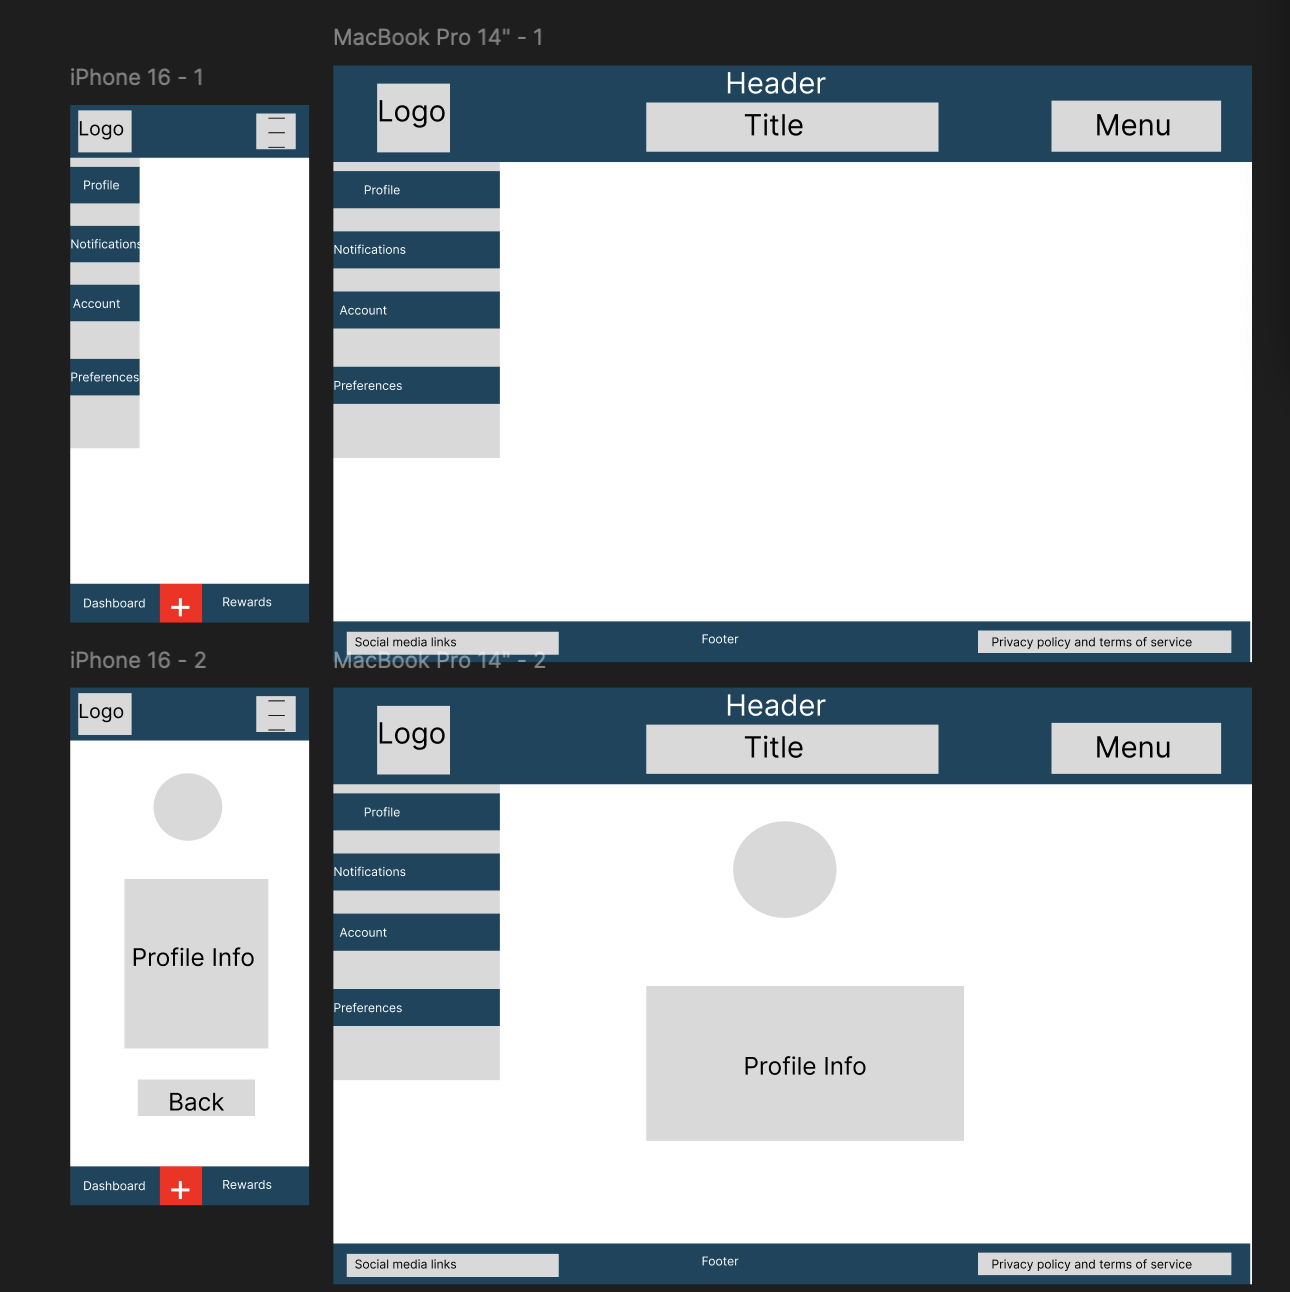 MacBook Pro 14" - 1
iPhone 16 - 1
Header
Logo
Title
Menu
Logo
Profile
Notifications
Account
Preferences
Profile
Notifications
Account
Preferences
Dashboard
+
Rewards
Social media links
Footer
Privacy policy and terms of service
iPhone 16 - 2
MacBook Pro 14" - 2
Logo
Header
Logo
Title
Menu
Profile
Notifications
Account
Preferences
Profile Info
Back
Profile Info
Dashboard
+
Rewards
Social media links
Footer
Privacy policy and terms of service